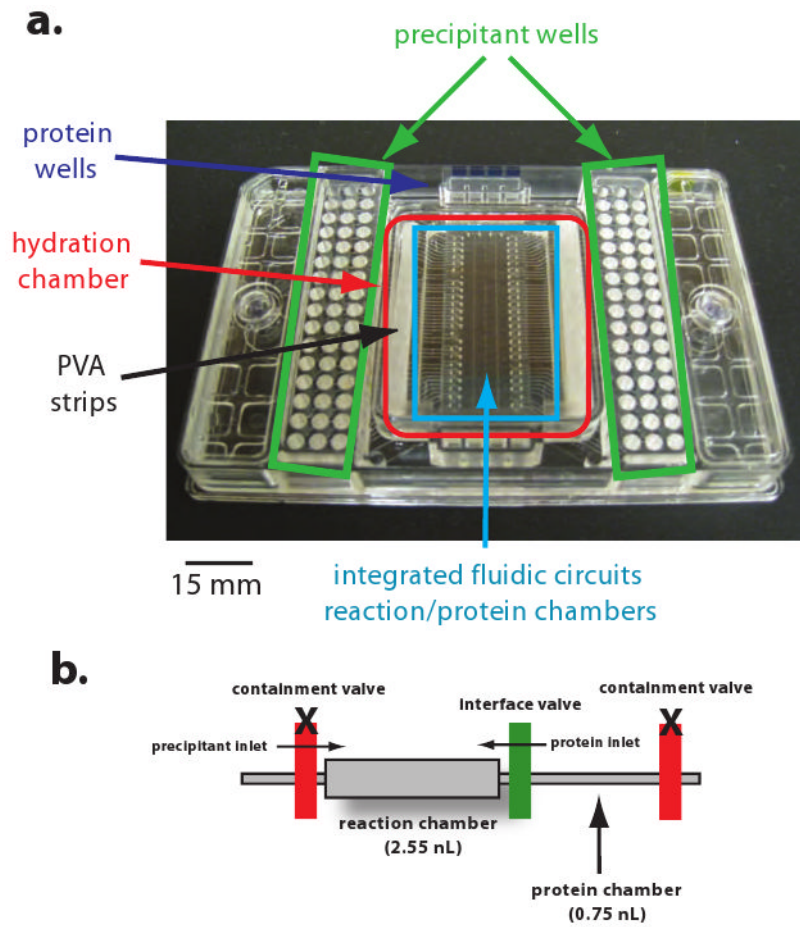 a.
precipitant wells
protein
wells
hydration
chamber
PVA
strips
15 mm
integrated fluidic circuits
reaction/protein chambers
b.
containment valve
interface valve
containment valve
X
X
precipitant inlet
protein inlet
reaction chamber
(2.55 nL)
protein chamber
(0.75 nL)